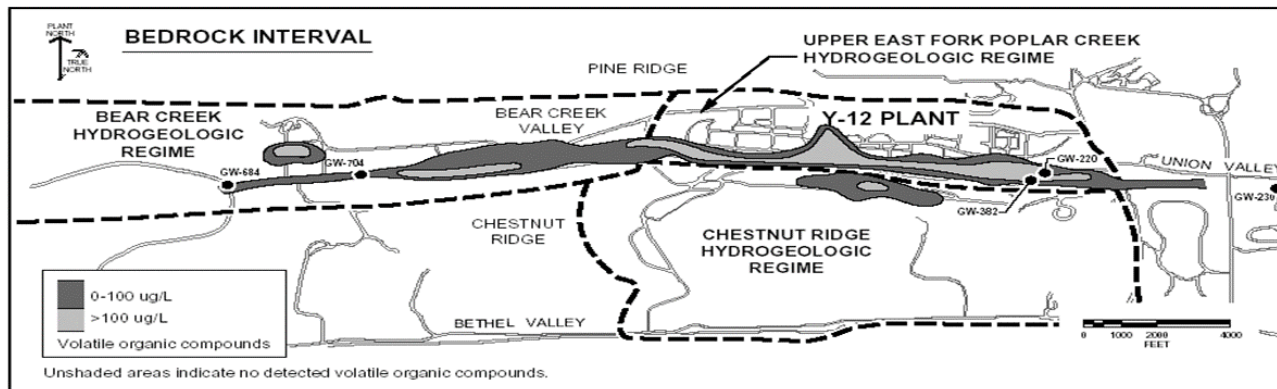 PLANT
NORTH
TRUE
NORTH
BEDROCK INTERVAL
UPPER EAST FORK POPLAR CREEK
HYDROGEOLOGIC REGIME
PINE RIDGE
BEAR CREEK
HYDROGEOLOGIC
REGIME
BEAR CREEK
VALLEY
Y-12 PLANT
GW-704
GW-684
GW-220
UNION VALLEY
GW-382
GW-230
CHESTNUT
RIDGE
CHESTNUT RIDGE
HYDROGEOLOGIC
REGIME
0-100 ug/L
>100 ug/L
Volatile organic compounds
BETHEL VALLEY
0 1000 2000 4000
FEET
Unshaded areas indicate no detected volatile organic compounds.